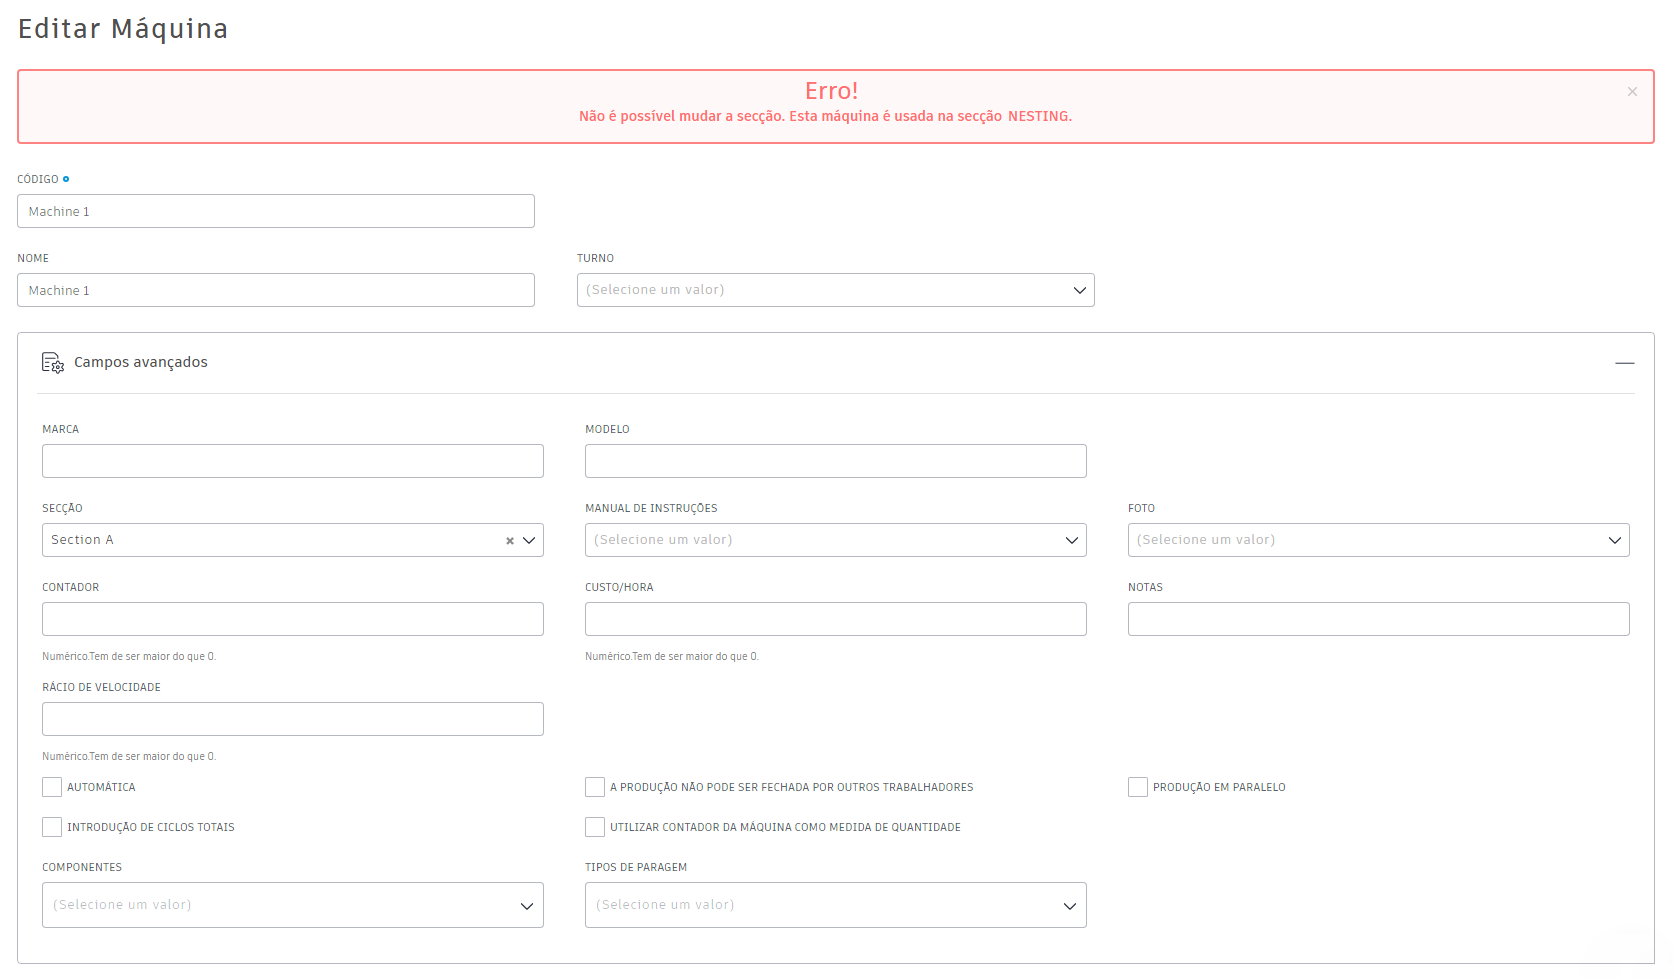 Editar Máquina
Erro!
×
Não é possível mudar a secção. Esta máquina é usada na secção NESTING.
CÓDIGO
Machine 1
NOME
TURNO
Machine 1
(Selecione um valor)
Campos avançados
MARCA
MODELO
SECÇÃO
MANUAL DE INSTRUÇÕES
FOTO
Section A
(Selecione um valor)
(Selecione um valor)
CONTADOR
CUSTO/HORA
NOTAS
Numérico.Tem de ser maior do que 0.
Numérico.Tem de ser maior do que 0.
RÁCIO DE VELOCIDADE
Numérico.Tem de ser maior do que 0.
AUTOMÁTICA
A PRODUÇÃO NÃO PODE SER FECHADA POR OUTROS TRABALHADORES
PRODUÇÃO EM PARALELO
INTRODUÇÃO DE CICLOS TOTAIS
UTILIZAR CONTADOR DA MÁQUINA COMO MEDIDA DE QUANTIDADE
COMPONENTES
TIPOS DE PARAGEM
(Selecione um valor)
(Selecione um valor)